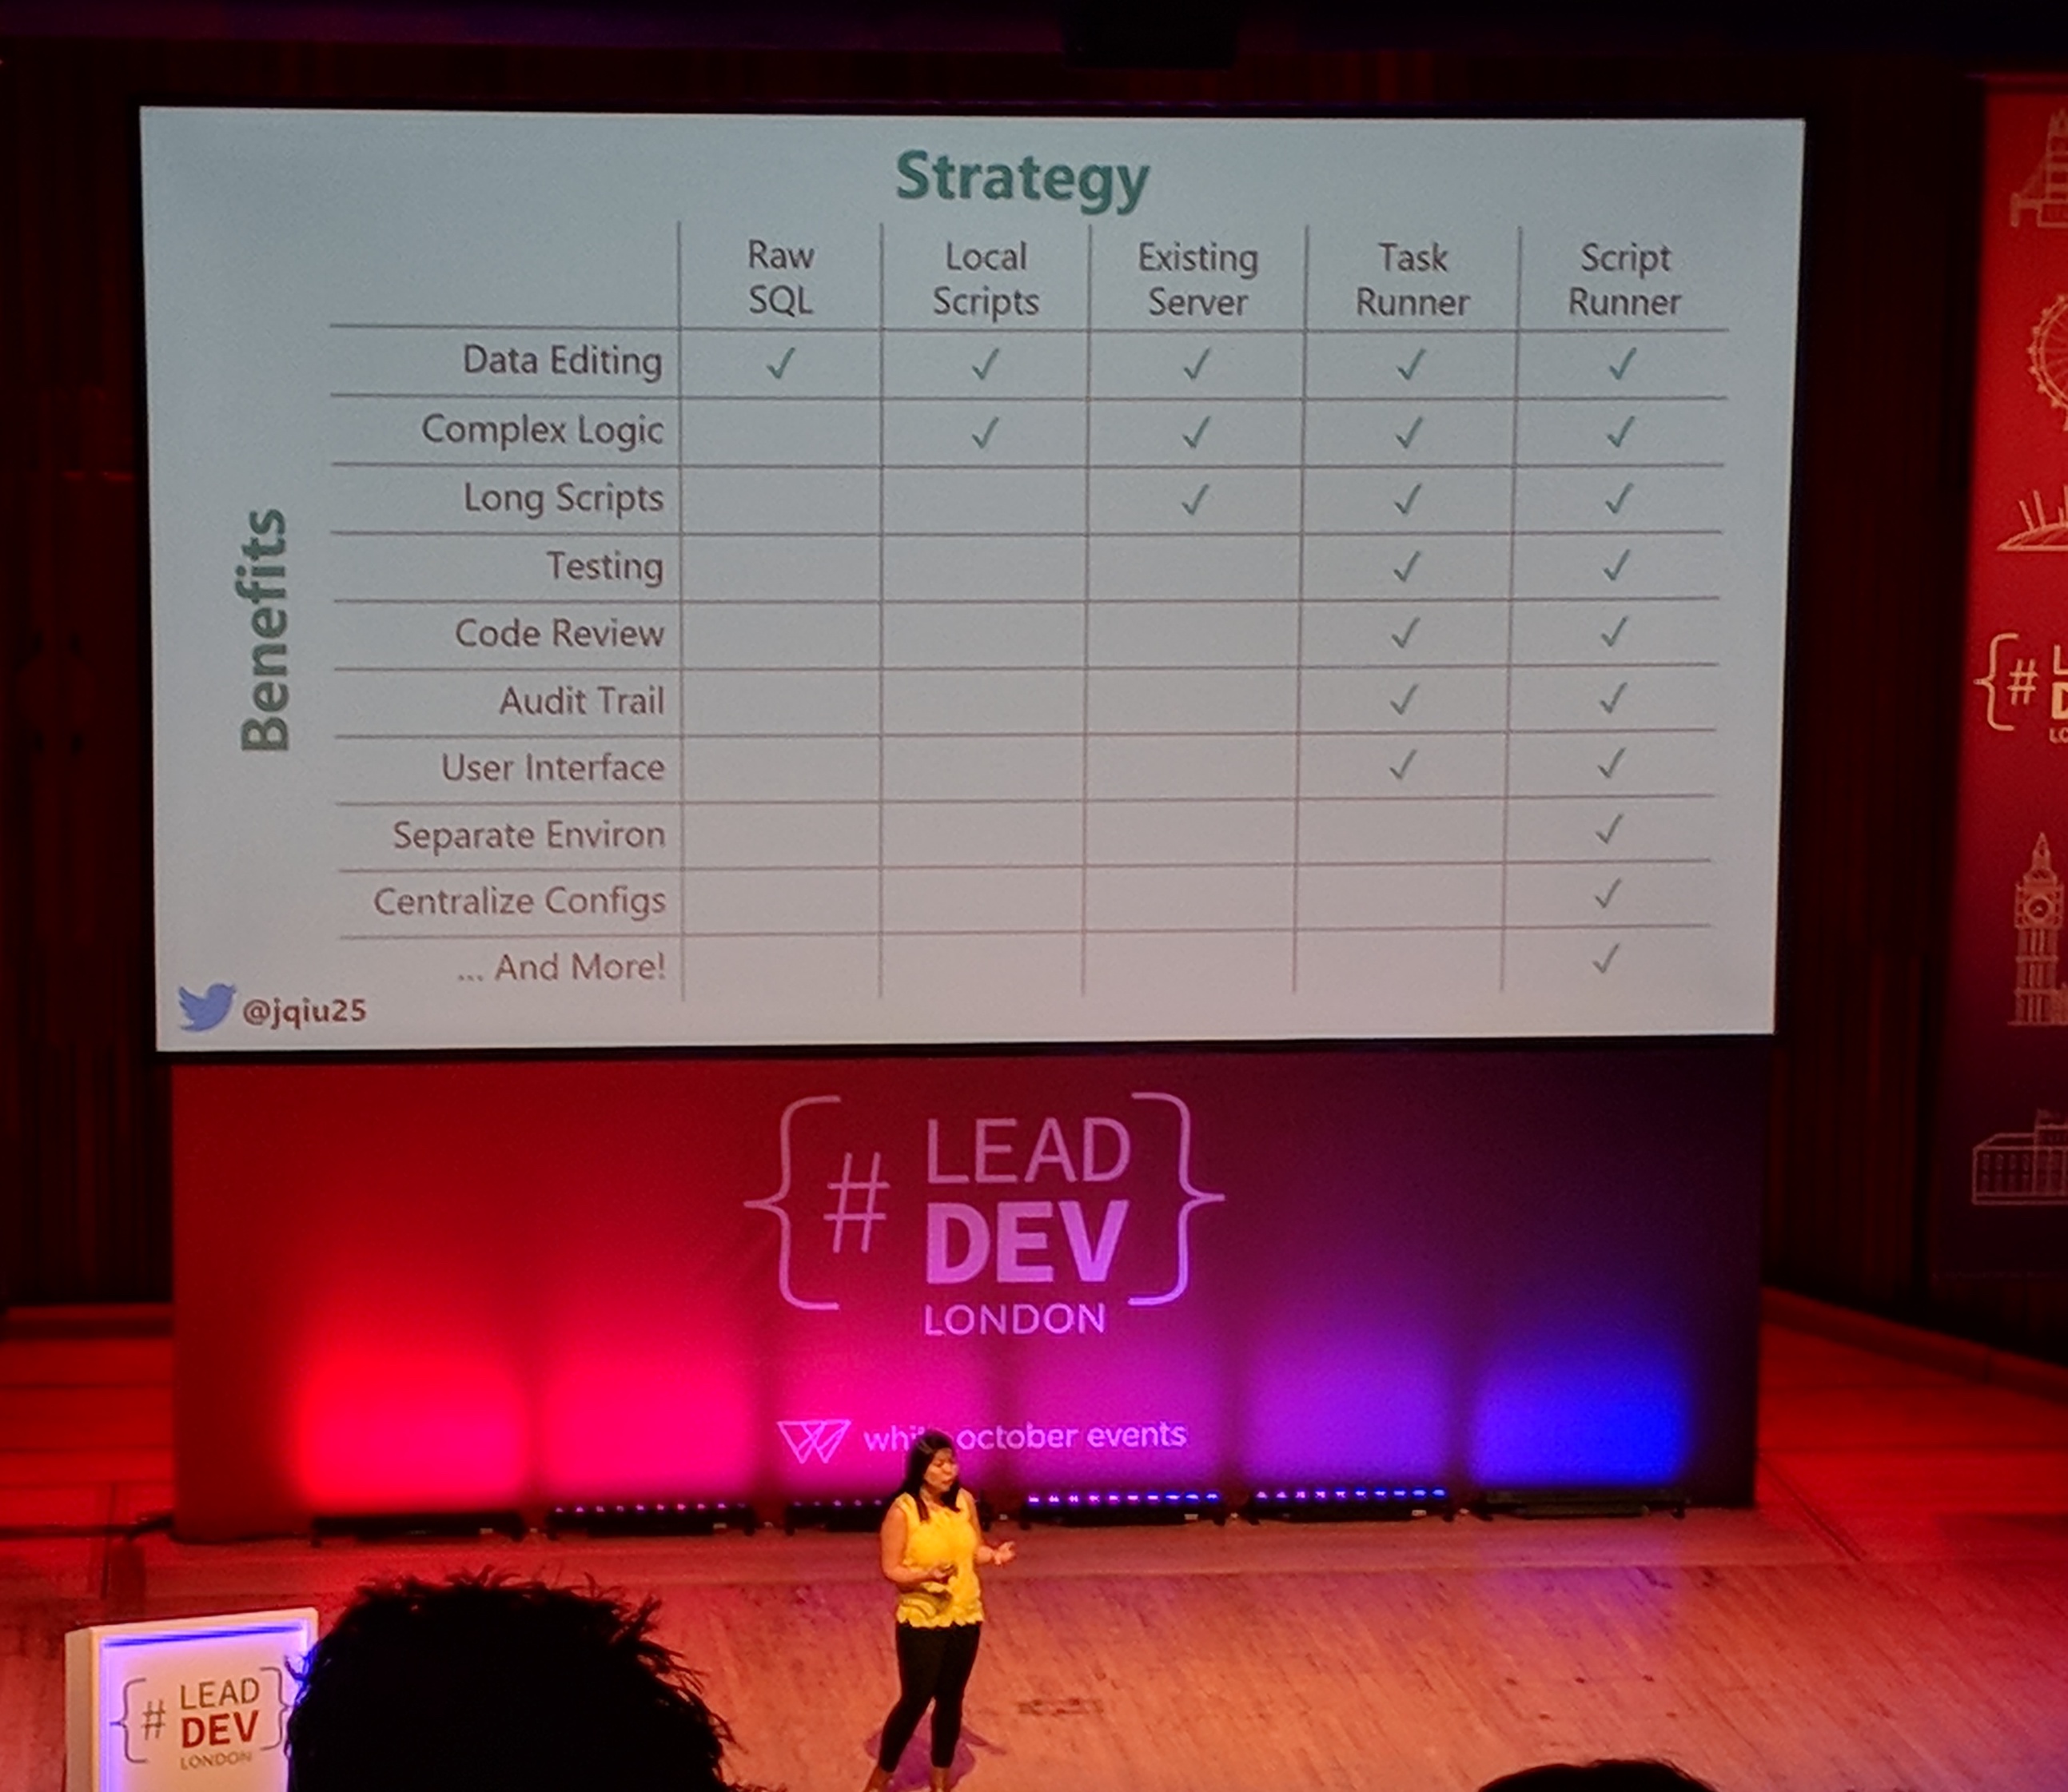 Strategy
Raw SQL Local Scripts Existing Server Task Runner Script Runner
Benefits
Data Editing ✓ ✓ ✓ ✓ ✓
Complex Logic ✓ ✓ ✓ ✓
Long Scripts ✓ ✓ ✓
Testing ✓ ✓
Code Review ✓ ✓
Audit Trail ✓ ✓
User Interface ✓ ✓
Separate Environ ✓
Centralize Configs ✓
... And More! ✓
@jqiu25
{# LEAD
DEV}
LONDON
october events
{# LEAD
DEV}
LONDON
{#